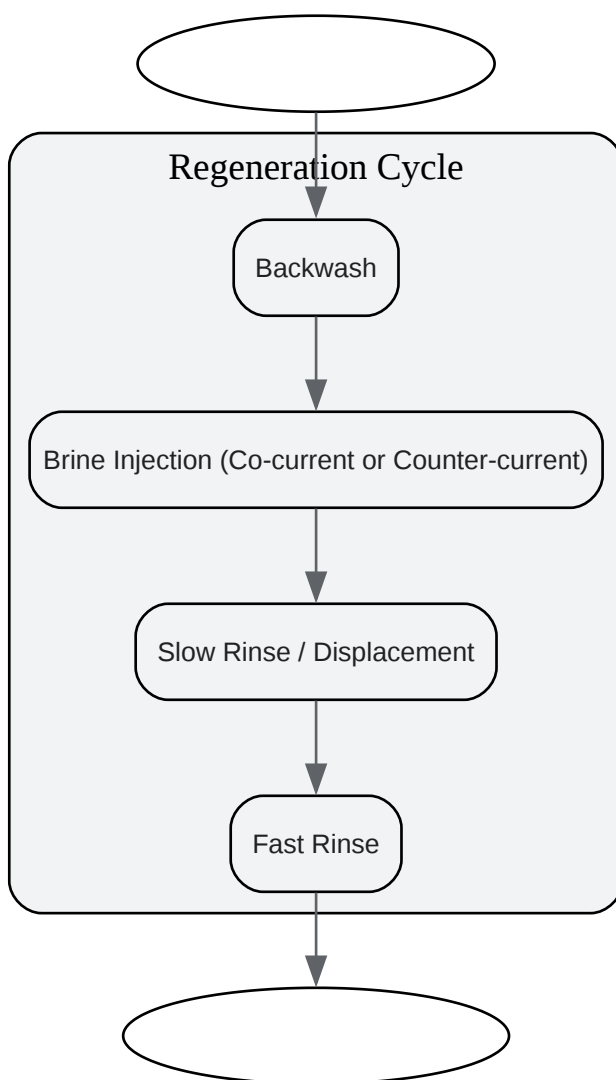 Regeneration Cycle
Backwash
Brine Injection (Co-current or Counter-current)
Slow Rinse / Displacement
Fast Rinse